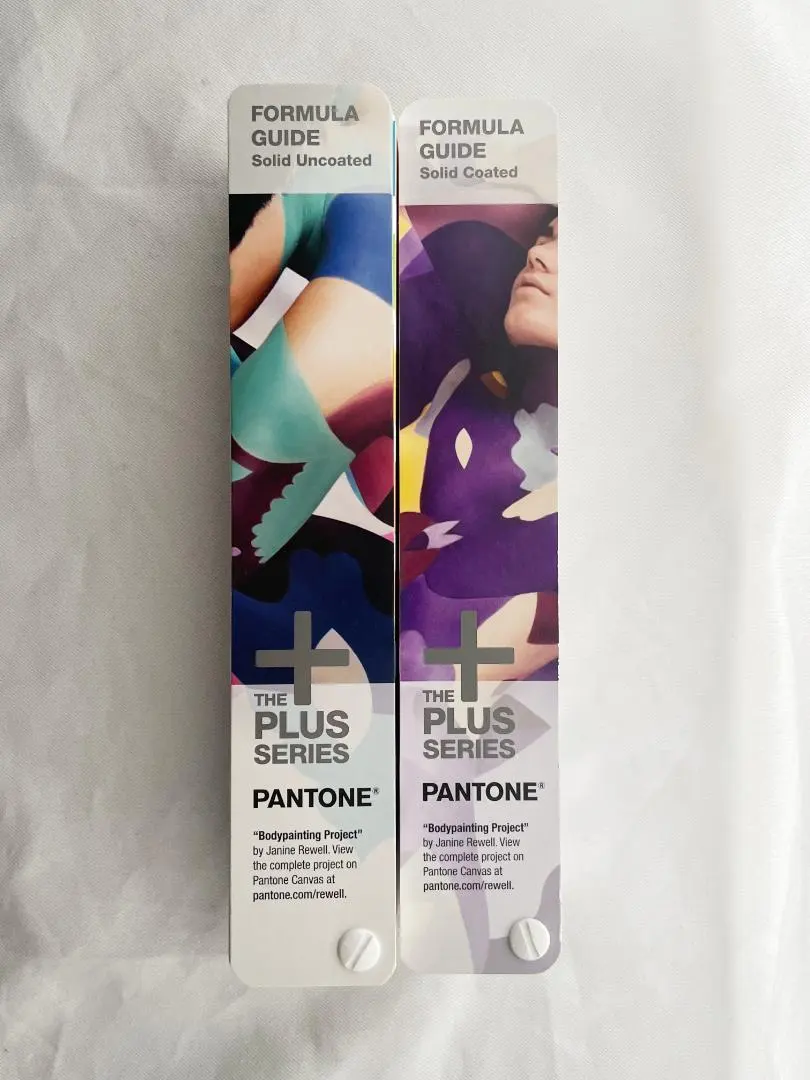 FORMULA
GUIDE
Solid Uncoated
THE
PLUS
SERIES
PANTONE®
“Bodypainting Project”
by Janine Rewell. View
the complete project on
Pantone Canvas at
pantone.com/rewell.
FORMULA
GUIDE
Solid Coated
THE
PLUS
SERIES
PANTONE®
“Bodypainting Project”
by Janine Rewell. View
the complete project on
Pantone Canvas at
pantone.com/rewell.